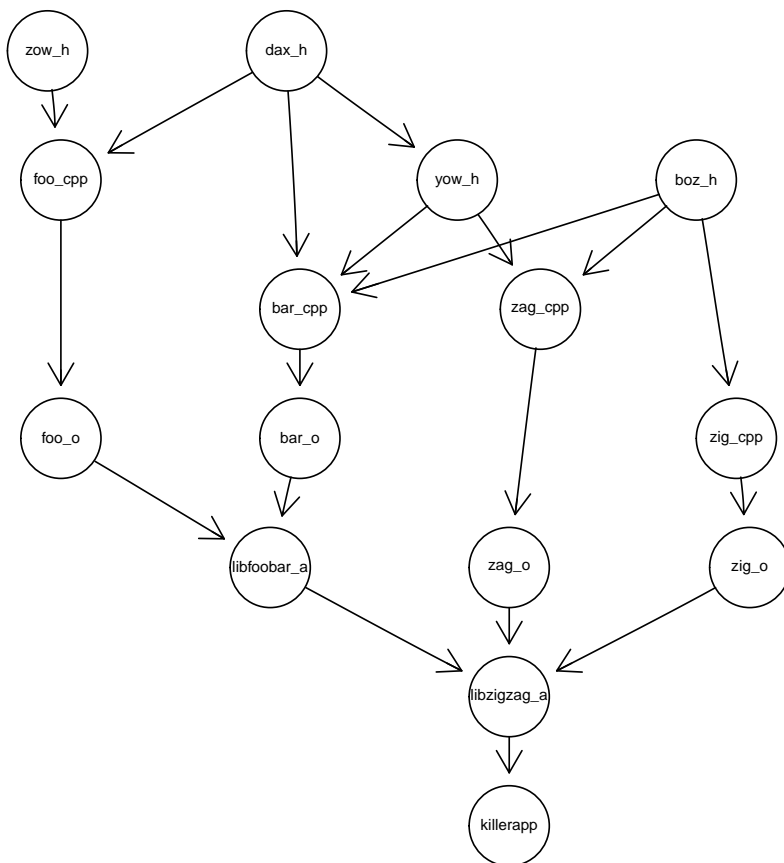 zow_h
dax_h
foo_cpp
yow_h
boz_h
bar_cpp
zag_cpp
foo_o
bar_o
zig_cpp
libfoobar_a
zag_o
zig_o
libzigzag_a
killerapp